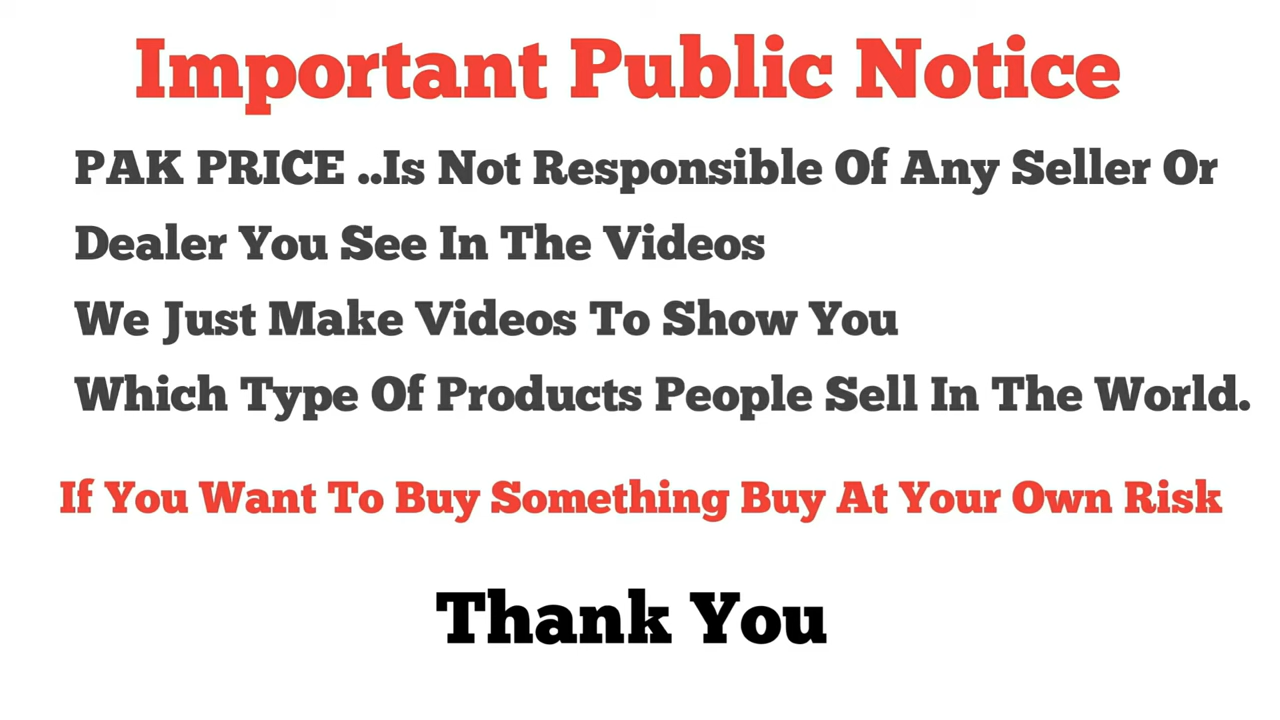 Important Public Notice
PAK PRICE ..Is Not Responsible Of Any Seller Or
Dealer You See In The Videos
We Just Make Videos To Show You
Which Type Of Products People Sell In The World.
If You Want To Buy Something Buy At Your Own Risk
Thank You